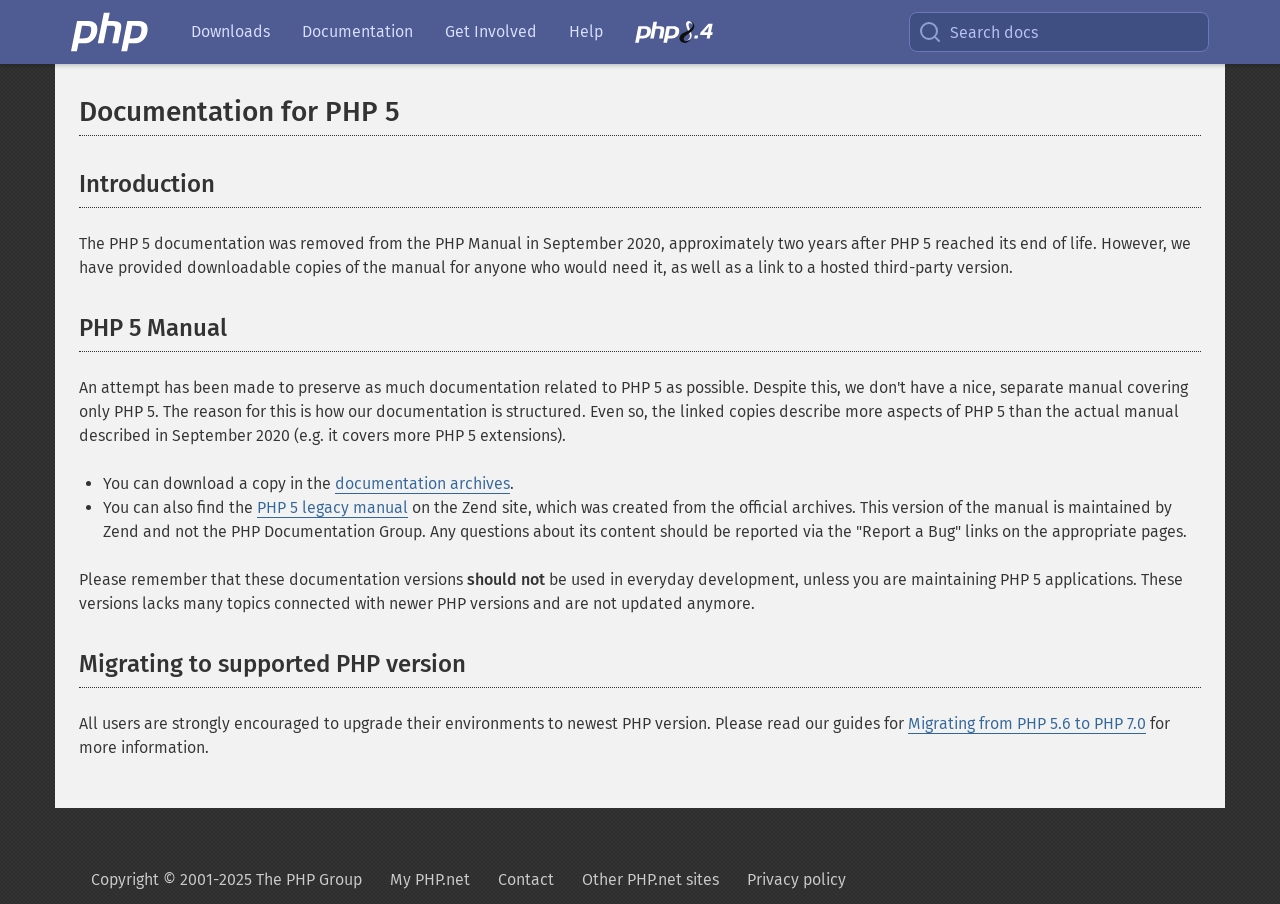 php
Downloads
Documentation
Get Involved
Help
php8.4
Search docs
Documentation for PHP 5
Introduction
The PHP 5 documentation was removed from the PHP Manual in September 2020, approximately two years after PHP 5 reached its end of life. However, we
have provided downloadable copies of the manual for anyone who would need it, as well as a link to a hosted third-party version.
PHP 5 Manual
An attempt has been made to preserve as much documentation related to PHP 5 as possible. Despite this, we don't have a nice, separate manual covering
only PHP 5. The reason for this is how our documentation is structured. Even so, the linked copies describe more aspects of PHP 5 than the actual manual
described in September 2020 (e.g. it covers more PHP 5 extensions).
• You can download a copy in the documentation archives.
• You can also find the PHP 5 legacy manual on the Zend site, which was created from the official archives. This version of the manual is maintained by
Zend and not the PHP Documentation Group. Any questions about its content should be reported via the "Report a Bug" links on the appropriate pages.
Please remember that these documentation versions should not be used in everyday development, unless you are maintaining PHP 5 applications. These
versions lacks many topics connected with newer PHP versions and are not updated anymore.
Migrating to supported PHP version
All users are strongly encouraged to upgrade their environments to newest PHP version. Please read our guides for Migrating from PHP 5.6 to PHP 7.0 for
more information.
Copyright © 2001-2025 The PHP Group
My PHP.net
Contact
Other PHP.net sites
Privacy policy